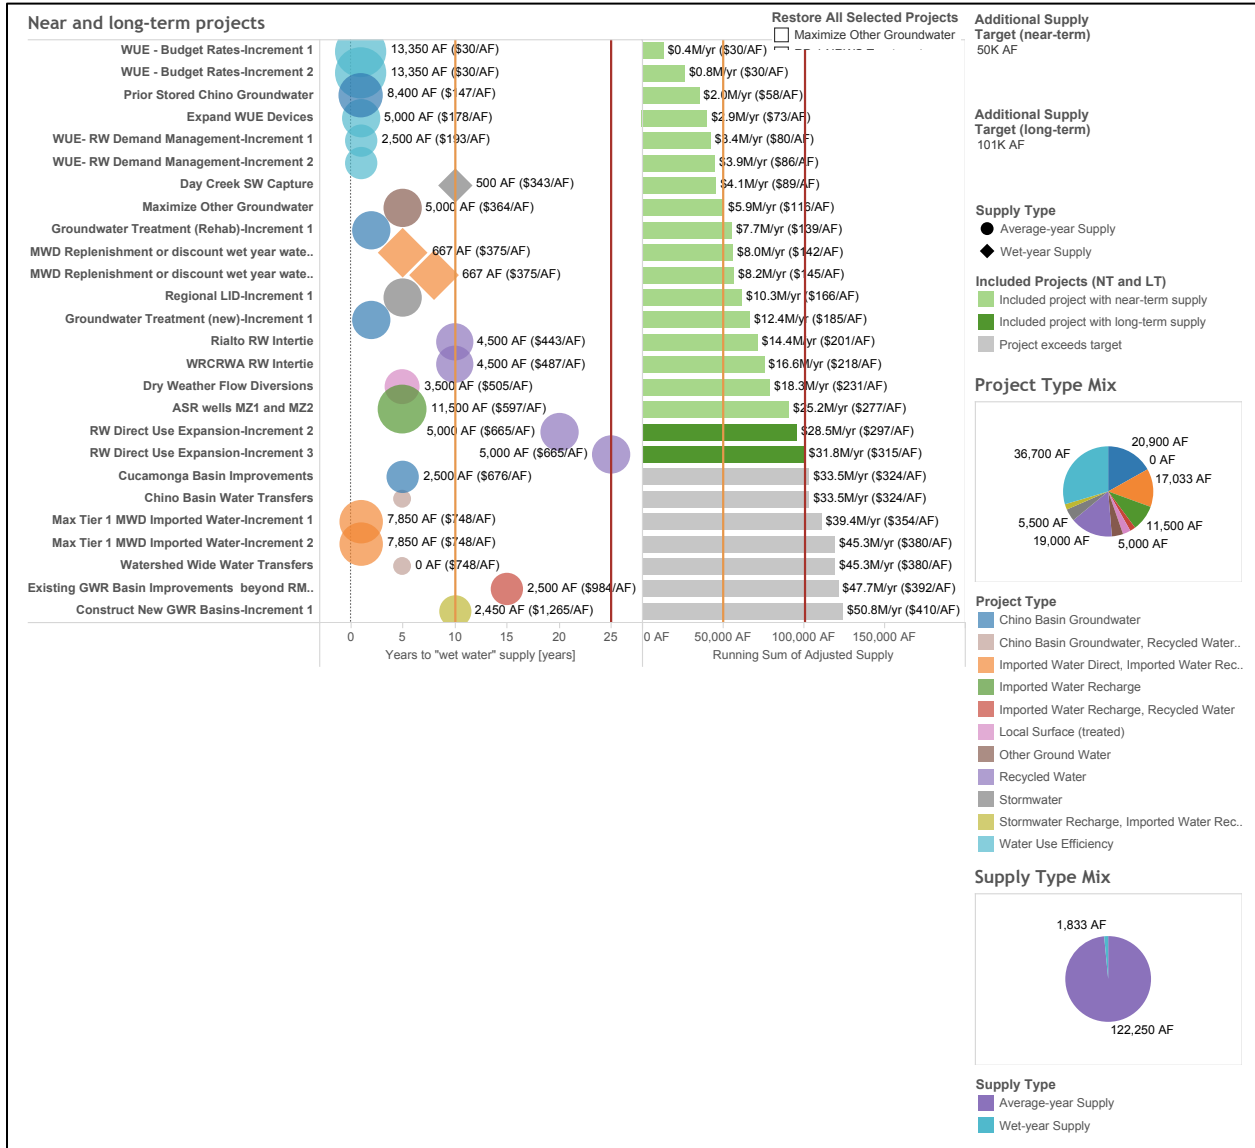 Near and long-term projects
Restore All Selected Projects
Maximize Other Groundwater
Additional Supply
Target (near-term)
50K AF
Additional Supply
Target (long-term)
101K AF
WUE - Budget Rates-Increment 1
13,350 AF ($30/AF)
$0.4M/yr ($30/AF)
WUE - Budget Rates-Increment 2
13,350 AF ($30/AF)
$0.8M/yr ($30/AF)
Prior Stored Chino Groundwater
8,400 AF ($147/AF)
$2.0M/yr ($58/AF)
Expand WUE Devices
5,000 AF ($178/AF)
$2.9M/yr ($73/AF)
WUE- RW Demand Management-Increment 1
2,500 AF ($193/AF)
$3.4M/yr ($80/AF)
WUE- RW Demand Management-Increment 2
$3.9M/yr ($86/AF)
Day Creek SW Capture
500 AF ($343/AF)
$4.1M/yr ($89/AF)
Maximize Other Groundwater
5,000 AF ($364/AF)
$5.9M/yr ($116/AF)
Groundwater Treatment (Rehab)-Increment 1
$7.7M/yr ($139/AF)
MWD Replenishment or discount wet year wate..
667 AF ($375/AF)
$8.0M/yr ($142/AF)
MWD Replenishment or discount wet year wate..
667 AF ($375/AF)
$8.2M/yr ($145/AF)
Regional LID-Increment 1
$10.3M/yr ($166/AF)
Groundwater Treatment (new)-Increment 1
$12.4M/yr ($185/AF)
Rialto RW Intertie
4,500 AF ($443/AF)
$14.4M/yr ($201/AF)
WRCRWA RW Intertie
4,500 AF ($487/AF)
$16.6M/yr ($218/AF)
Dry Weather Flow Diversions
3,500 AF ($505/AF)
$18.3M/yr ($231/AF)
ASR wells MZ1 and MZ2
11,500 AF ($597/AF)
$25.2M/yr ($277/AF)
RW Direct Use Expansion-Increment 2
5,000 AF ($665/AF)
$28.5M/yr ($297/AF)
RW Direct Use Expansion-Increment 3
5,000 AF ($665/AF)
$31.8M/yr ($315/AF)
Cucamonga Basin Improvements
2,500 AF ($676/AF)
$33.5M/yr ($324/AF)
Chino Basin Water Transfers
$33.5M/yr ($324/AF)
Max Tier 1 MWD Imported Water-Increment 1
7,850 AF ($748/AF)
$39.4M/yr ($354/AF)
Max Tier 1 MWD Imported Water-Increment 2
7,850 AF ($748/AF)
$45.3M/yr ($380/AF)
Watershed Wide Water Transfers
0 AF ($748/AF)
$45.3M/yr ($380/AF)
Existing GWR Basin Improvements beyond RM..
2,500 AF ($984/AF)
$47.7M/yr ($392/AF)
Construct New GWR Basins-Increment 1
2,450 AF ($1,265/AF)
$50.8M/yr ($410/AF)
0 5 10 15 20 25
Years to "wet water" supply [years]
0 AF 50,000 AF 100,000 AF 150,000 AF
Running Sum of Adjusted Supply
Supply Type
Average-year Supply
Wet-year Supply
Included Projects (NT and LT)
Included project with near-term supply
Included project with long-term supply
Project exceeds target
Project Type Mix
36,700 AF
20,900 AF
0 AF
17,033 AF
5,500 AF
11,500 AF
19,000 AF
5,000 AF
Project Type
Chino Basin Groundwater
Chino Basin Groundwater, Recycled Water..
Imported Water Direct, Imported Water Rec..
Imported Water Recharge
Imported Water Recharge, Recycled Water
Local Surface (treated)
Other Ground Water
Recycled Water
Stormwater
Stormwater Recharge, Imported Water Rec..
Water Use Efficiency
Supply Type Mix
1,833 AF
122,250 AF
Supply Type
Average-year Supply
Wet-year Supply